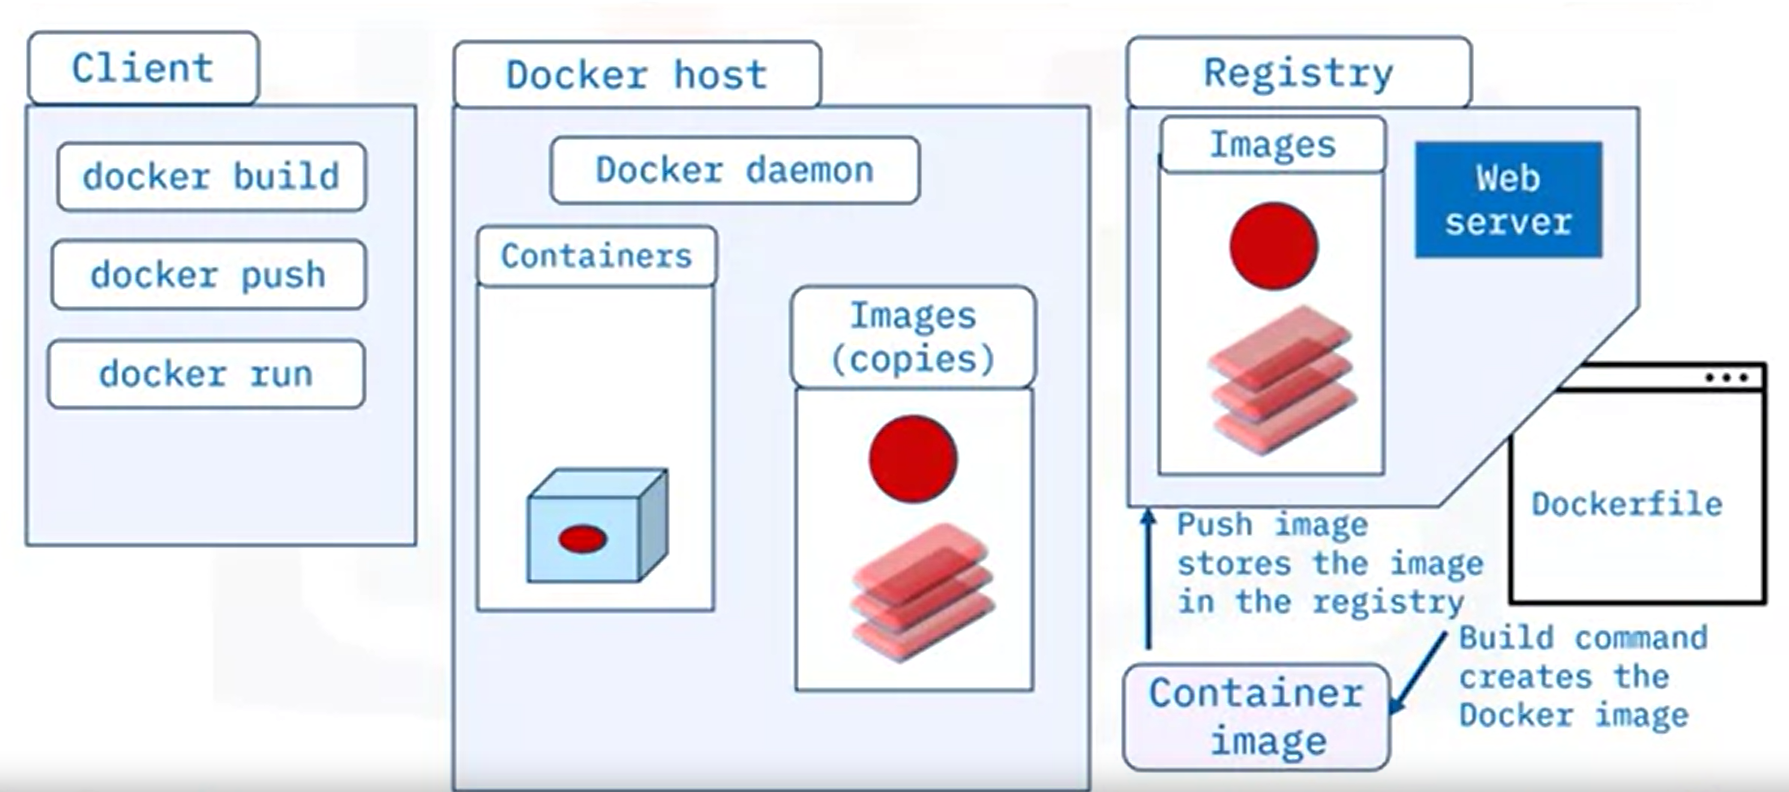 Client
docker build
docker push
docker run
Docker host
Docker daemon
Containers
Images
(copies)
Registry
Images
Web
server
Dockerfile
Push image
stores the image
in the registry
Build command
creates the
Docker image
Container
image